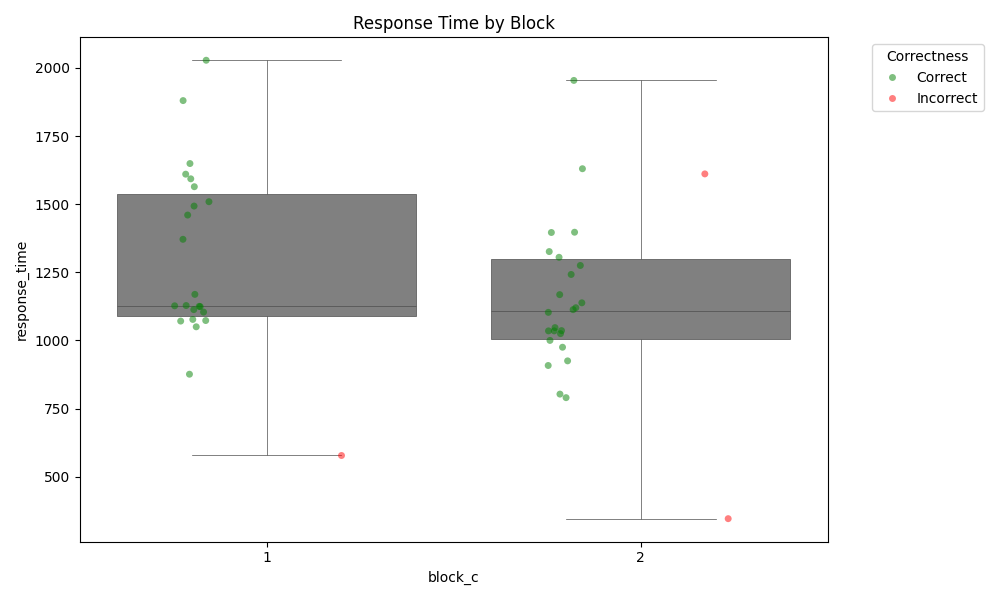 Response Time by Block
Correctness
Correct
Incorrect
2000
1750
1500
1250
1000
750
500
response_time
1
2
block_c